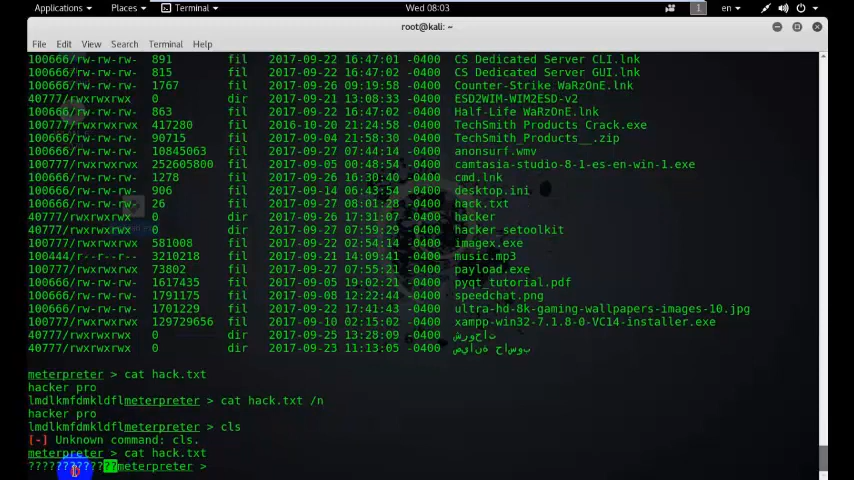 Applications Places Terminal Wed 08:03 1 en
root@kali: ~
File Edit View Search Terminal Help
100666/rw-rw-rw- 891 fil 2017-09-22 16:47:01 -0400 CS Dedicated Server CLI.lnk
100666/rw-rw-rw- 815 fil 2017-09-22 16:47:02 -0400 CS Dedicated Server GUI.lnk
100666/rw-rw-rw- 1767 fil 2017-09-26 09:19:58 -0400 Counter-Strike WaRzOnE.lnk
40777/rwxrwxrwx 0 dir 2017-09-21 13:08:33 -0400 ESD2WIM-WIM2ESD-v2
100666/rw-rw-rw- 863 fil 2017-09-22 16:47:02 -0400 Half-Life WaRzOnE.lnk
100777/rwxrwxrwx 417280 fil 2016-10-20 21:24:58 -0400 TechSmith Products Crack.exe
100666/rw-rw-rw- 90715 fil 2017-09-04 21:58:30 -0400 TechSmith_Products__.zip
100666/rw-rw-rw- 10845063 fil 2017-09-27 07:44:14 -0400 anonsurf.wmv
100777/rwxrwxrwx 252605800 fil 2017-09-05 00:48:54 -0400 camtasia-studio-8-1-es-en-win-1.exe
100666/rw-rw-rw- 1278 fil 2017-09-26 16:30:40 -0400 cmd.lnk
100666/rw-rw-rw- 906 fil 2017-09-14 06:43:54 -0400 desktop.ini
100666/rw-rw-rw- 26 fil 2017-09-27 08:01:28 -0400 hack.txt
40777/rwxrwxrwx 0 dir 2017-09-26 17:31:07 -0400 hacker
40777/rwxrwxrwx 0 dir 2017-09-27 07:59:29 -0400 hacker setoolkit
100777/rwxrwxrwx 581008 fil 2017-09-22 02:54:14 -0400 imagex.exe
100444/r--r--r-- 3210218 fil 2017-09-21 14:09:41 -0400 music.mp3
100777/rwxrwxrwx 73802 fil 2017-09-27 07:55:21 -0400 payload.exe
100666/rw-rw-rw- 1617435 fil 2017-09-05 19:02:21 -0400 pyqt_tutorial.pdf
100666/rw-rw-rw- 1791175 fil 2017-09-08 12:22:44 -0400 speedchat.png
100666/rw-rw-rw- 1701229 fil 2017-09-22 17:41:43 -0400 ultra-hd-8k-gaming-wallpapers-images-10.jpg
100777/rwxrwxrwx 129729656 fil 2017-09-10 02:15:02 -0400 xampp-win32-7.1.8-0-VC14-installer.exe
40777/rwxrwxrwx 0 dir 2017-09-25 13:28:09 -0400 شروحات
40777/rwxrwxrwx 0 dir 2017-09-23 11:13:05 -0400 صيانة حاسوب
meterpreter > cat hack.txt
hacker pro
lmdlkmfdmkldflmeterpreter > cat hack.txt /n
hacker pro
lmdlkmfdmkldflmeterpreter > cls
[-] Unknown command: cls.
meterpreter > cat hack.txt
??????????????meterpreter >